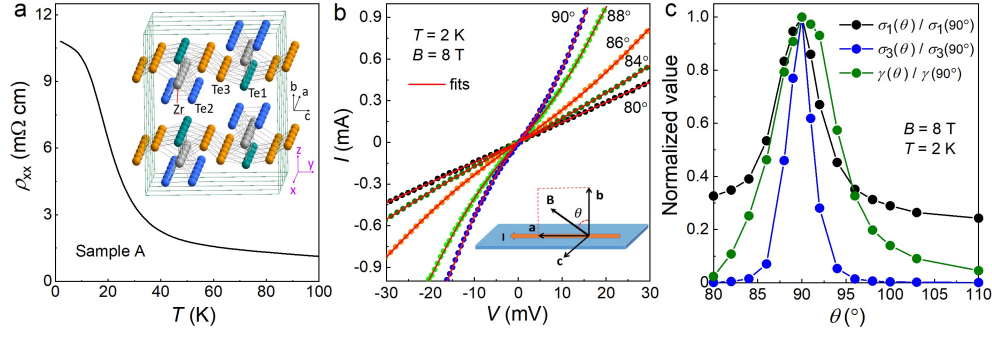 a
12
9
6
3
0
ρxx (mΩ cm)
Zr
Te2
Te3
Te1
b
a
c
z
y
x
Sample A
20
40
60
80
100
T (K)
b
0.9
0.6
0.3
0
-0.3
-0.6
-0.9
I (mA)
T = 2 K
B = 8 T
fits
90°
88°
86°
84°
80°
B
b
θ
a
I
c
-30
-20
-10
0
10
20
30
V (mV)
c
1.0
0.8
0.6
0.4
0.2
0
Normalized value
σ1(θ) / σ1(90°)
σ3(θ) / σ3(90°)
γ(θ) / γ(90°)
B = 8 T
T = 2 K
80
85
90
95
100
105
110
θ (°)